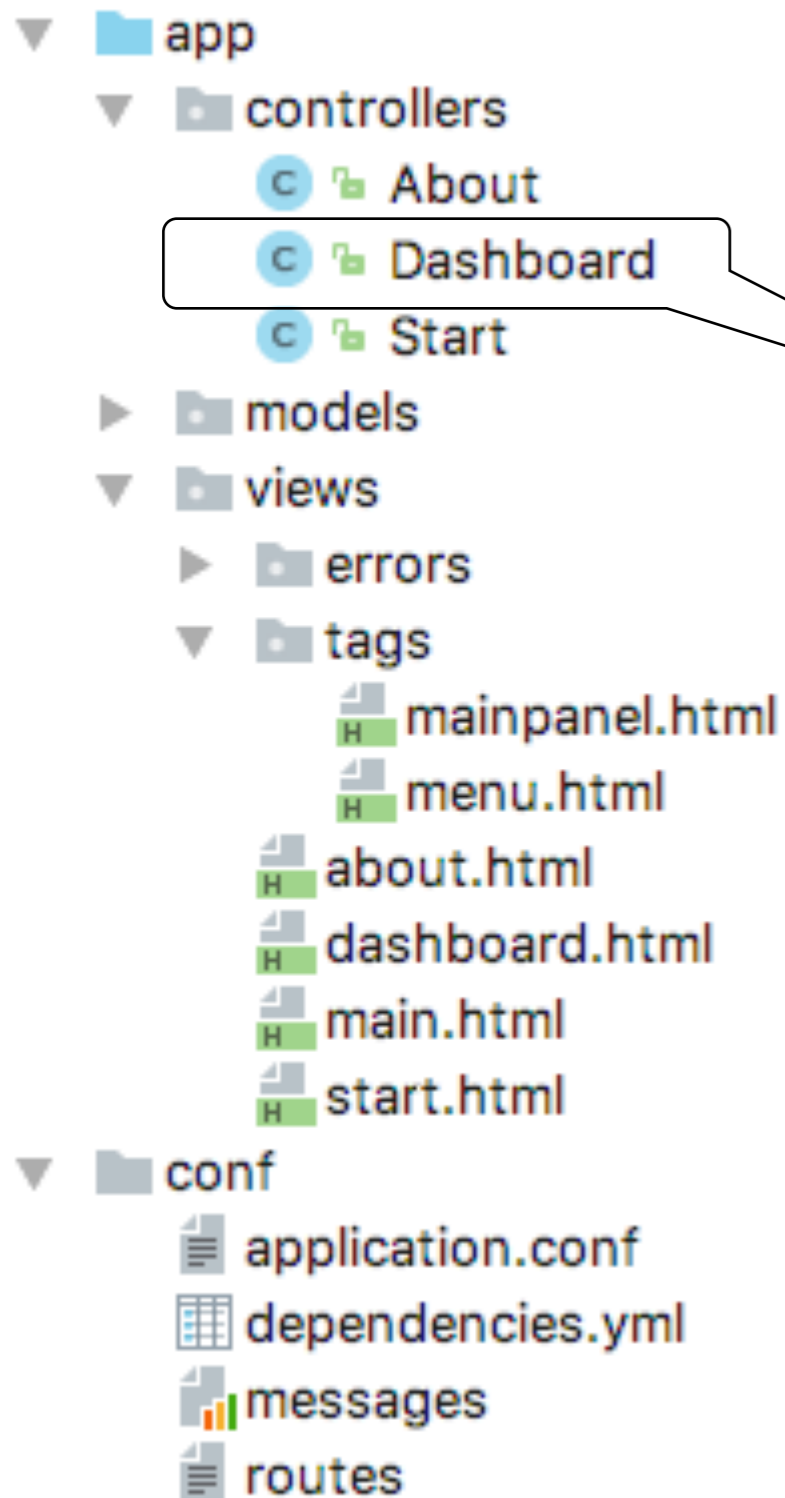 app
controllers
C About
C Dashboard
C Start
models
views
errors
tags
H mainpanel.html
H menu.html
H about.html
H dashboard.html
H main.html
H start.html
conf
application.conf
dependencies.yml
messages
routes